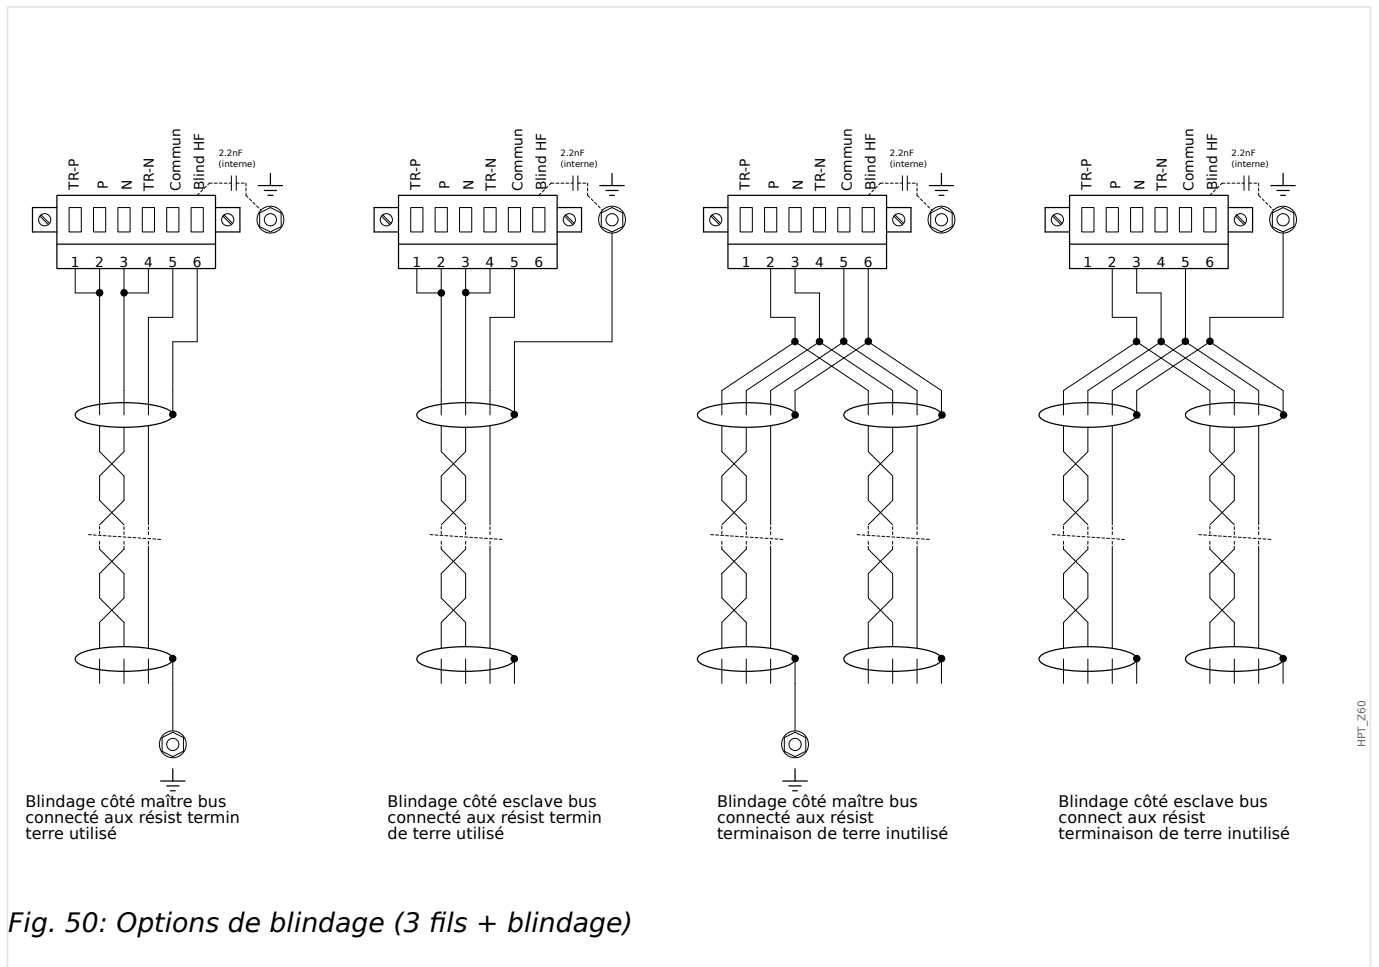 TR-P P N TR-N Commun Blind HF
2.2nF
(interne)
1 2 3 4 5 6
TR-P P N TR-N Commun Blind HF
2.2nF
(interne)
1 2 3 4 5 6
TR-P P N TR-N Commun Blind HF
2.2nF
(interne)
1 2 3 4 5 6
TR-P P N TR-N Commun Blind HF
2.2nF
(interne)
1 2 3 4 5 6
HPT_Z60
Blindage côté maître bus
connecté aux résist termin
terre utilisé
Blindage côté esclave bus
connecté aux résist termin
de terre utilisé
Blindage côté maître bus
connecté aux résist
terminaison de terre inutilisé
Blindage côté esclave bus
connect aux résist
terminaison de terre inutilisé
Fig. 50: Options de blindage (3 fils + blindage)